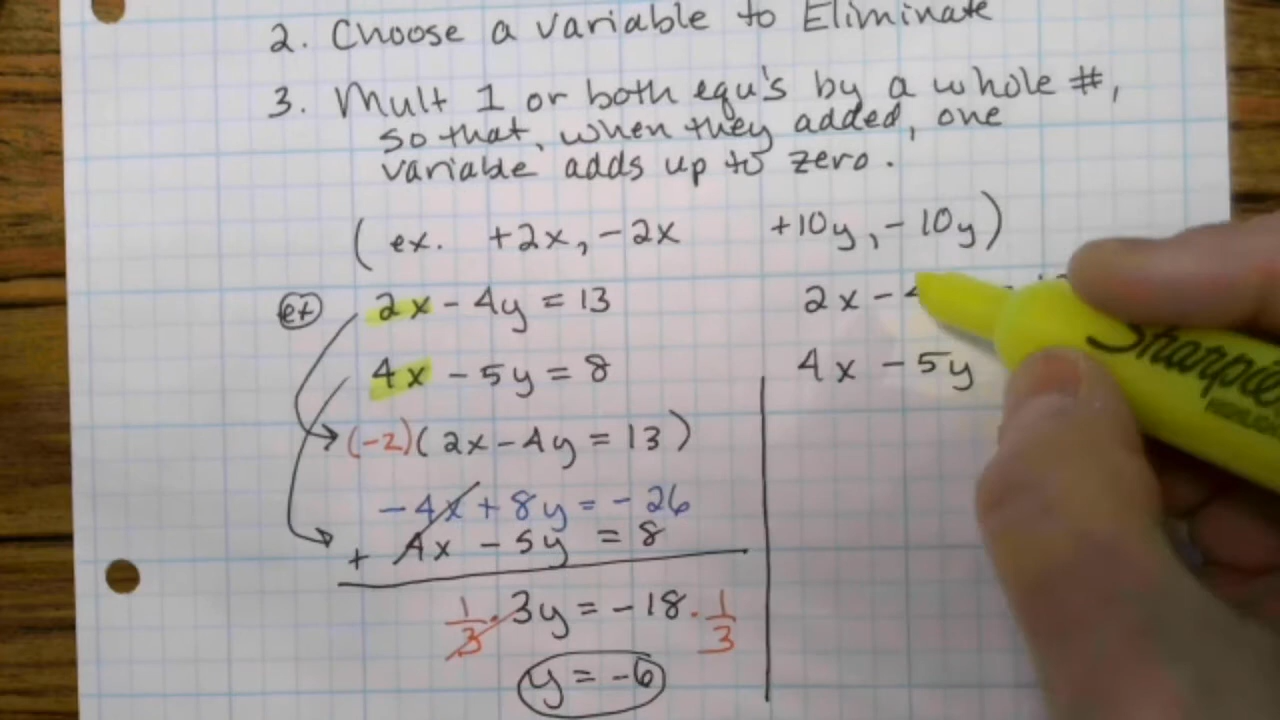 2. Choose a variable to Eliminate
3. Mult 1 or both equ's by a whole #,
so that, when they added, one
variable adds up to zero.
(ex. +2x, -2x +10y, -10y)
ex 2x - 4y = 13
4x - 5y = 8
(-2)(2x - 4y = 13)
-4x + 8y = -26
+ 4x - 5y = 8
1/3 · 3y = -18 · 1/3
y = -6
2x -
4x - 5y
Sharpie